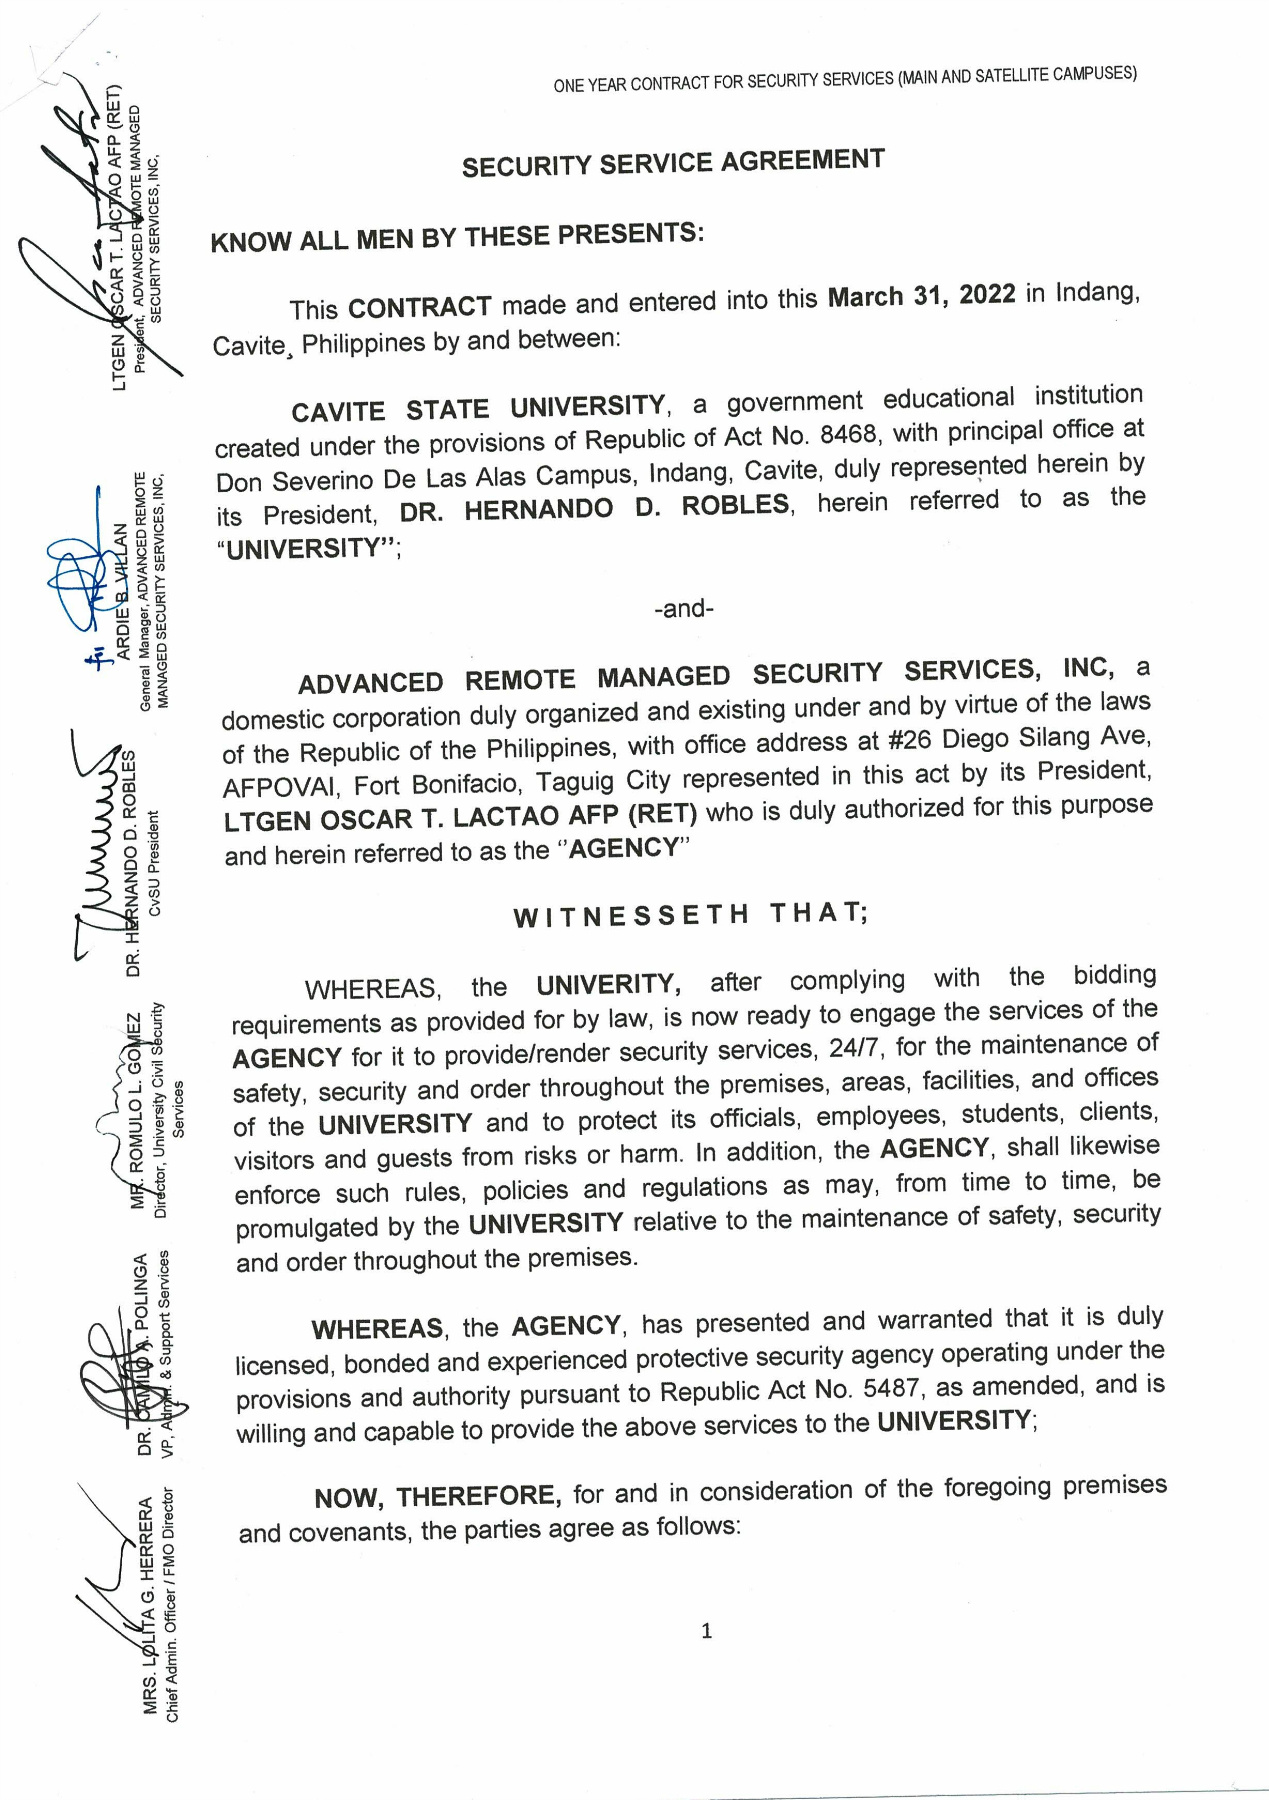 ONE YEAR CONTRACT FOR SECURITY SERVICES (MAIN AND SATELLITE CAMPUSES)
SECURITY SERVICE AGREEMENT
KNOW ALL MEN BY THESE PRESENTS:
This CONTRACT made and entered into this March 31, 2022 in Indang,
Cavite, Philippines by and between:
CAVITE STATE UNIVERSITY, a government educational institution
created under the provisions of Republic of Act No. 8468, with principal office at
Don Severino De Las Alas Campus, Indang, Cavite, duly represented herein by
its President, DR. HERNANDO D. ROBLES, herein referred to as the
“UNIVERSITY”;
-and-
ADVANCED REMOTE MANAGED SECURITY SERVICES, INC, a
domestic corporation duly organized and existing under and by virtue of the laws
of the Republic of the Philippines, with office address at #26 Diego Silang Ave,
AFPOVAI, Fort Bonifacio, Taguig City represented in this act by its President,
LTGEN OSCAR T. LACTAO AFP (RET) who is duly authorized for this purpose
and herein referred to as the “AGENCY”
WITNESSETH THAT;
WHEREAS, the UNIVERITY, after complying with the bidding
requirements as provided for by law, is now ready to engage the services of the
AGENCY for it to provide/render security services, 24/7, for the maintenance of
safety, security and order throughout the premises, areas, facilities, and offices
of the UNIVERSITY and to protect its officials, employees, students, clients,
visitors and guests from risks or harm. In addition, the AGENCY, shall likewise
enforce such rules, policies and regulations as may, from time to time, be
promulgated by the UNIVERSITY relative to the maintenance of safety, security
and order throughout the premises.
WHEREAS, the AGENCY, has presented and warranted that it is duly
licensed, bonded and experienced protective security agency operating under the
provisions and authority pursuant to Republic Act No. 5487, as amended, and is
willing and capable to provide the above services to the UNIVERSITY;
NOW, THEREFORE, for and in consideration of the foregoing premises
and covenants, the parties agree as follows:
1
LTGEN OSCAR T. LACTAO AFP (RET)
President, ADVANCED REMOTE MANAGED
SECURITY SERVICES, INC,
ARDIE B. VILLAN
General Manager, ADVANCED REMOTE
MANAGED SECURITY SERVICES, INC,
DR. HERNANDO D. ROBLES
CvSU President
MR. ROMULO L. GOMEZ
Director, University Civil Security
Services
DR. CAMILO A. POLINGA
VP, Admin. & Support Services
MRS. LOLITA G. HERRERA
Chief Admin. Officer / FMO Director